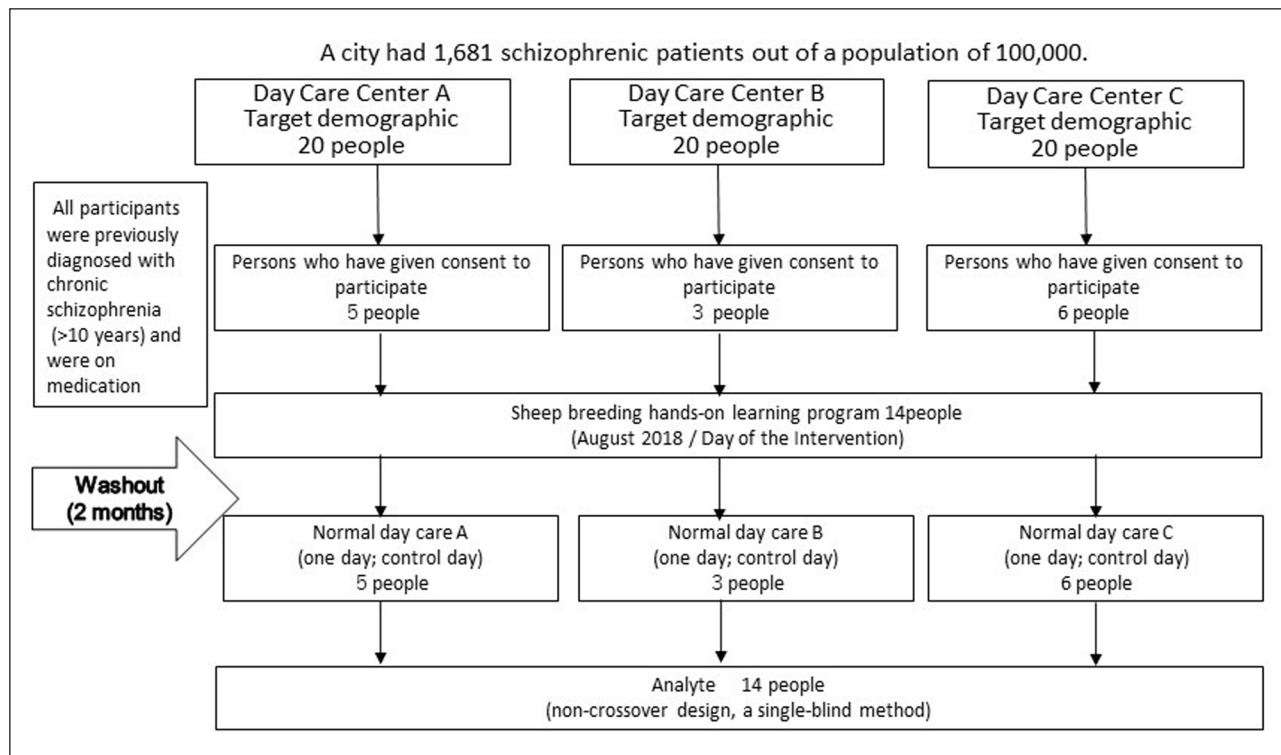 A city had 1,681 schizophrenic patients out of a population of 100,000.
Day Care Center A
Target demographic
20 people
Day Care Center B
Target demographic
20 people
Day Care Center C
Target demographic
20 people
All participants
were previously
diagnosed with
chronic
schizophrenia
(>10 years) and
were on
medication
Persons who have given consent to
participate
5 people
Persons who have given consent to
participate
3 people
Persons who have given consent to
participate
6 people
Sheep breeding hands-on learning program 14people
(August 2018 / Day of the Intervention)
Washout
(2 months)
Normal day care A
(one day; control day)
5 people
Normal day care B
(one day; control day)
3 people
Normal day care C
(one day; control day)
6 people
Analyte 14 people
(non-crossover design, a single-blind method)